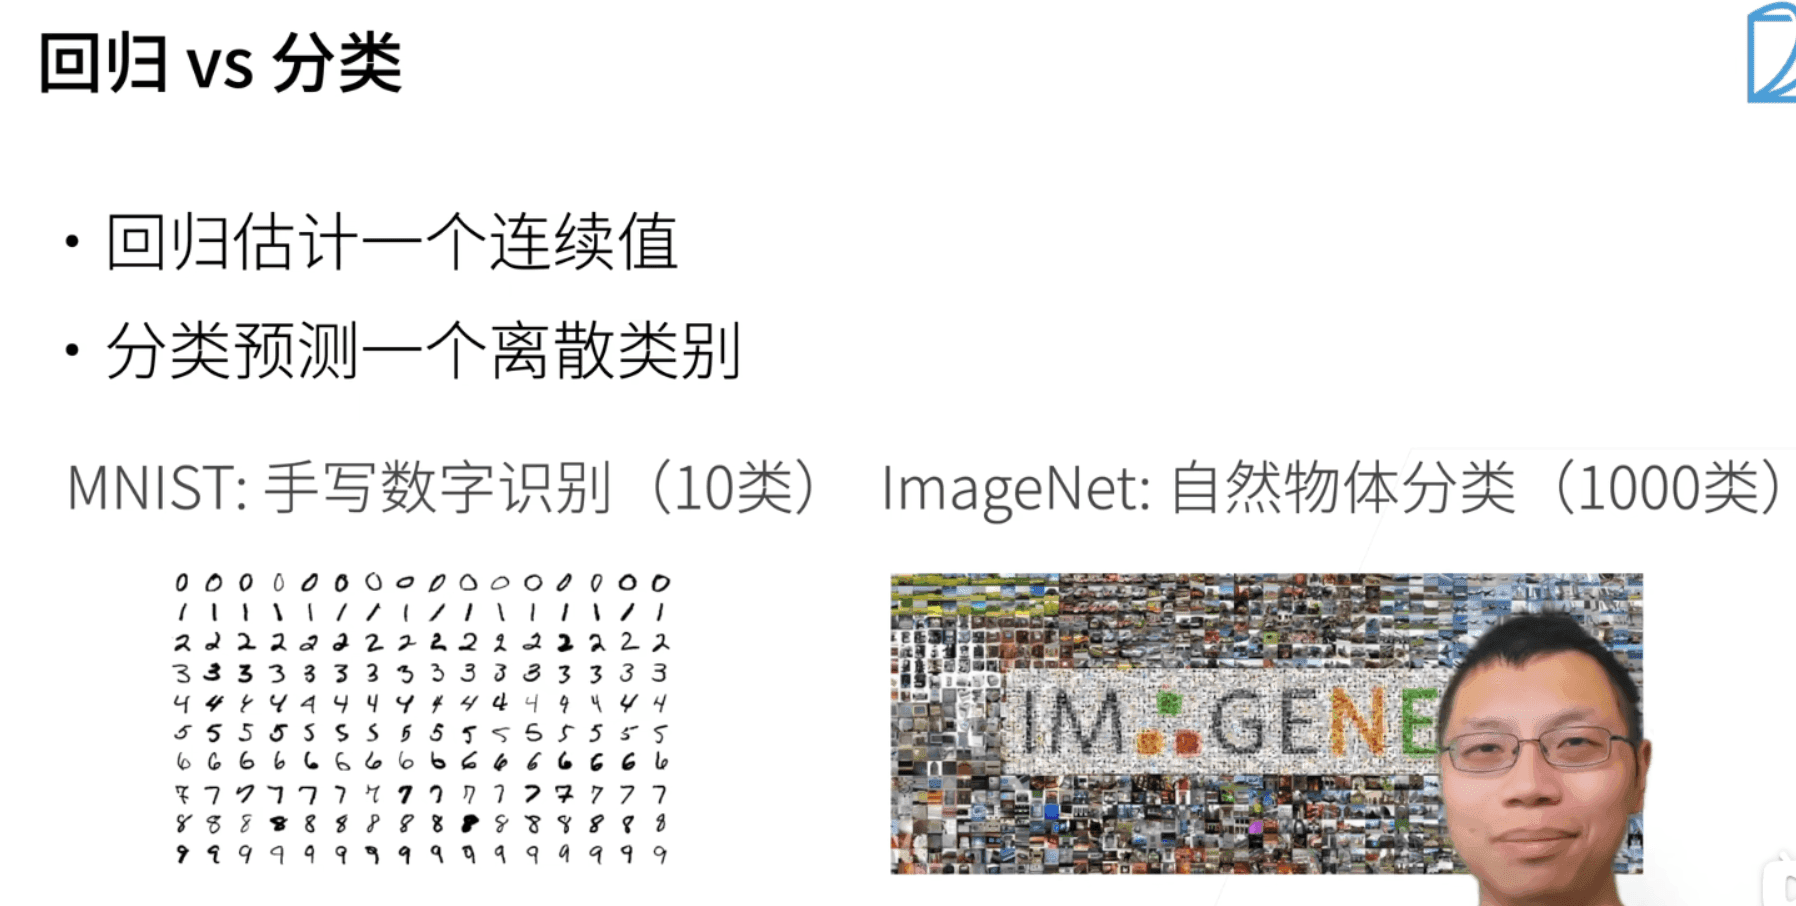 回归 vs 分类
• 回归估计一个连续值
• 分类预测一个离散类别
MNIST: 手写数字识别（10类）
ImageNet: 自然物体分类（1000类）
0 0 0 0 0 0 0 0 0 0 0 0 0 0 0 0
1 1 1 1 1 1 1 1 1 1 1 1 1 1 1 1
2 2 2 2 2 2 2 2 2 2 2 2 2 2 2 2
3 3 3 3 3 3 3 3 3 3 3 3 3 3 3 3
4 4 4 4 4 4 4 4 4 4 4 4 4 4 4 4
5 5 5 5 5 5 5 5 5 5 5 5 5 5 5 5
6 6 6 6 6 6 6 6 6 6 6 6 6 6 6 6
7 7 7 7 7 7 7 7 7 7 7 7 7 7 7 7
8 8 8 8 8 8 8 8 8 8 8 8 8 8 8 8
9 9 9 9 9 9 9 9 9 9 9 9 9 9 9 9
IM GENE